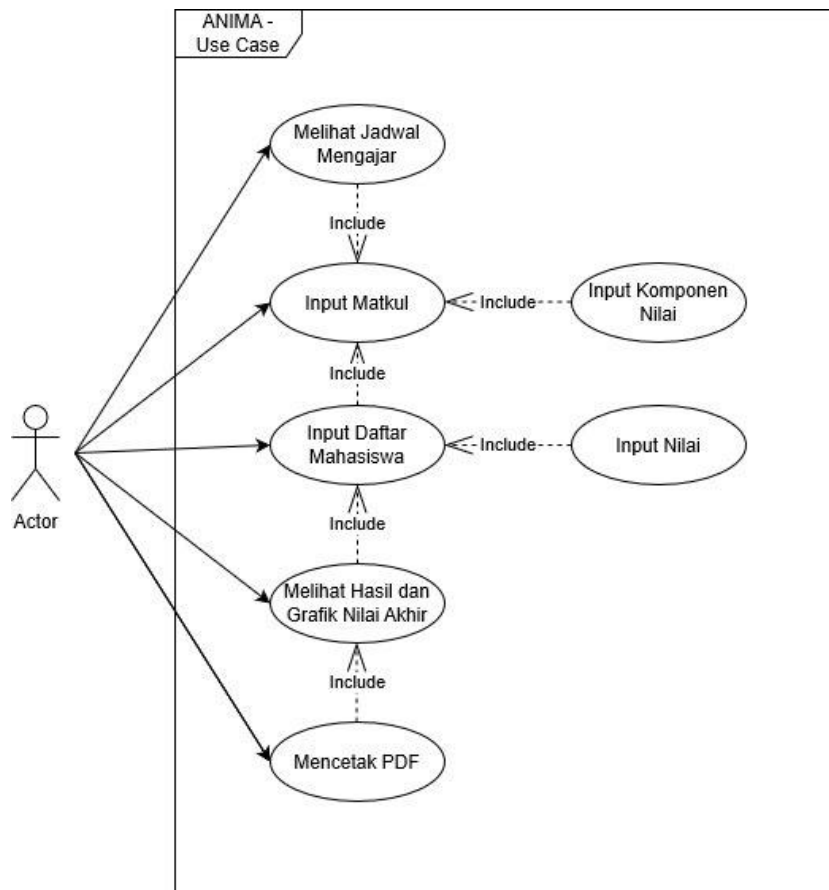 ANIMA -
Use Case
Melihat Jadwal
Mengajar
Include
Input Matkul
Include
Input Komponen
Nilai
Include
Input Daftar
Mahasiswa
Include
Input Nilai
Actor
Include
Melihat Hasil dan
Grafik Nilai Akhir
Include
Mencetak PDF